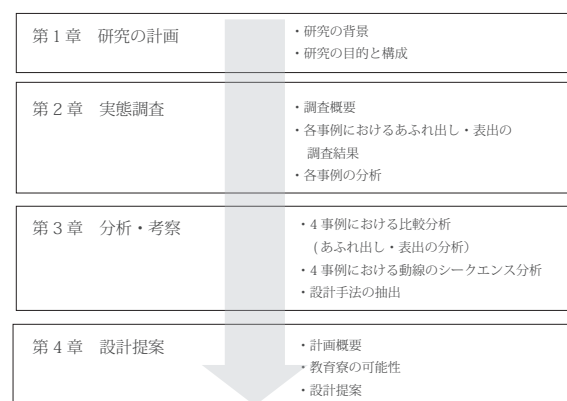 第1章　研究の計画
・研究の背景
・研究の目的と構成
第2章　実態調査
・調査概要
・各事例におけるあふれ出し・表出の
調査結果
・各事例の分析
第3章　分析・考察
・4事例における比較分析
(あふれ出し・表出の分析）
・4事例における動線のシークエンス分析
・設計手法の抽出
第4章　設計提案
・計画概要
・教育寮の可能性
・設計提案